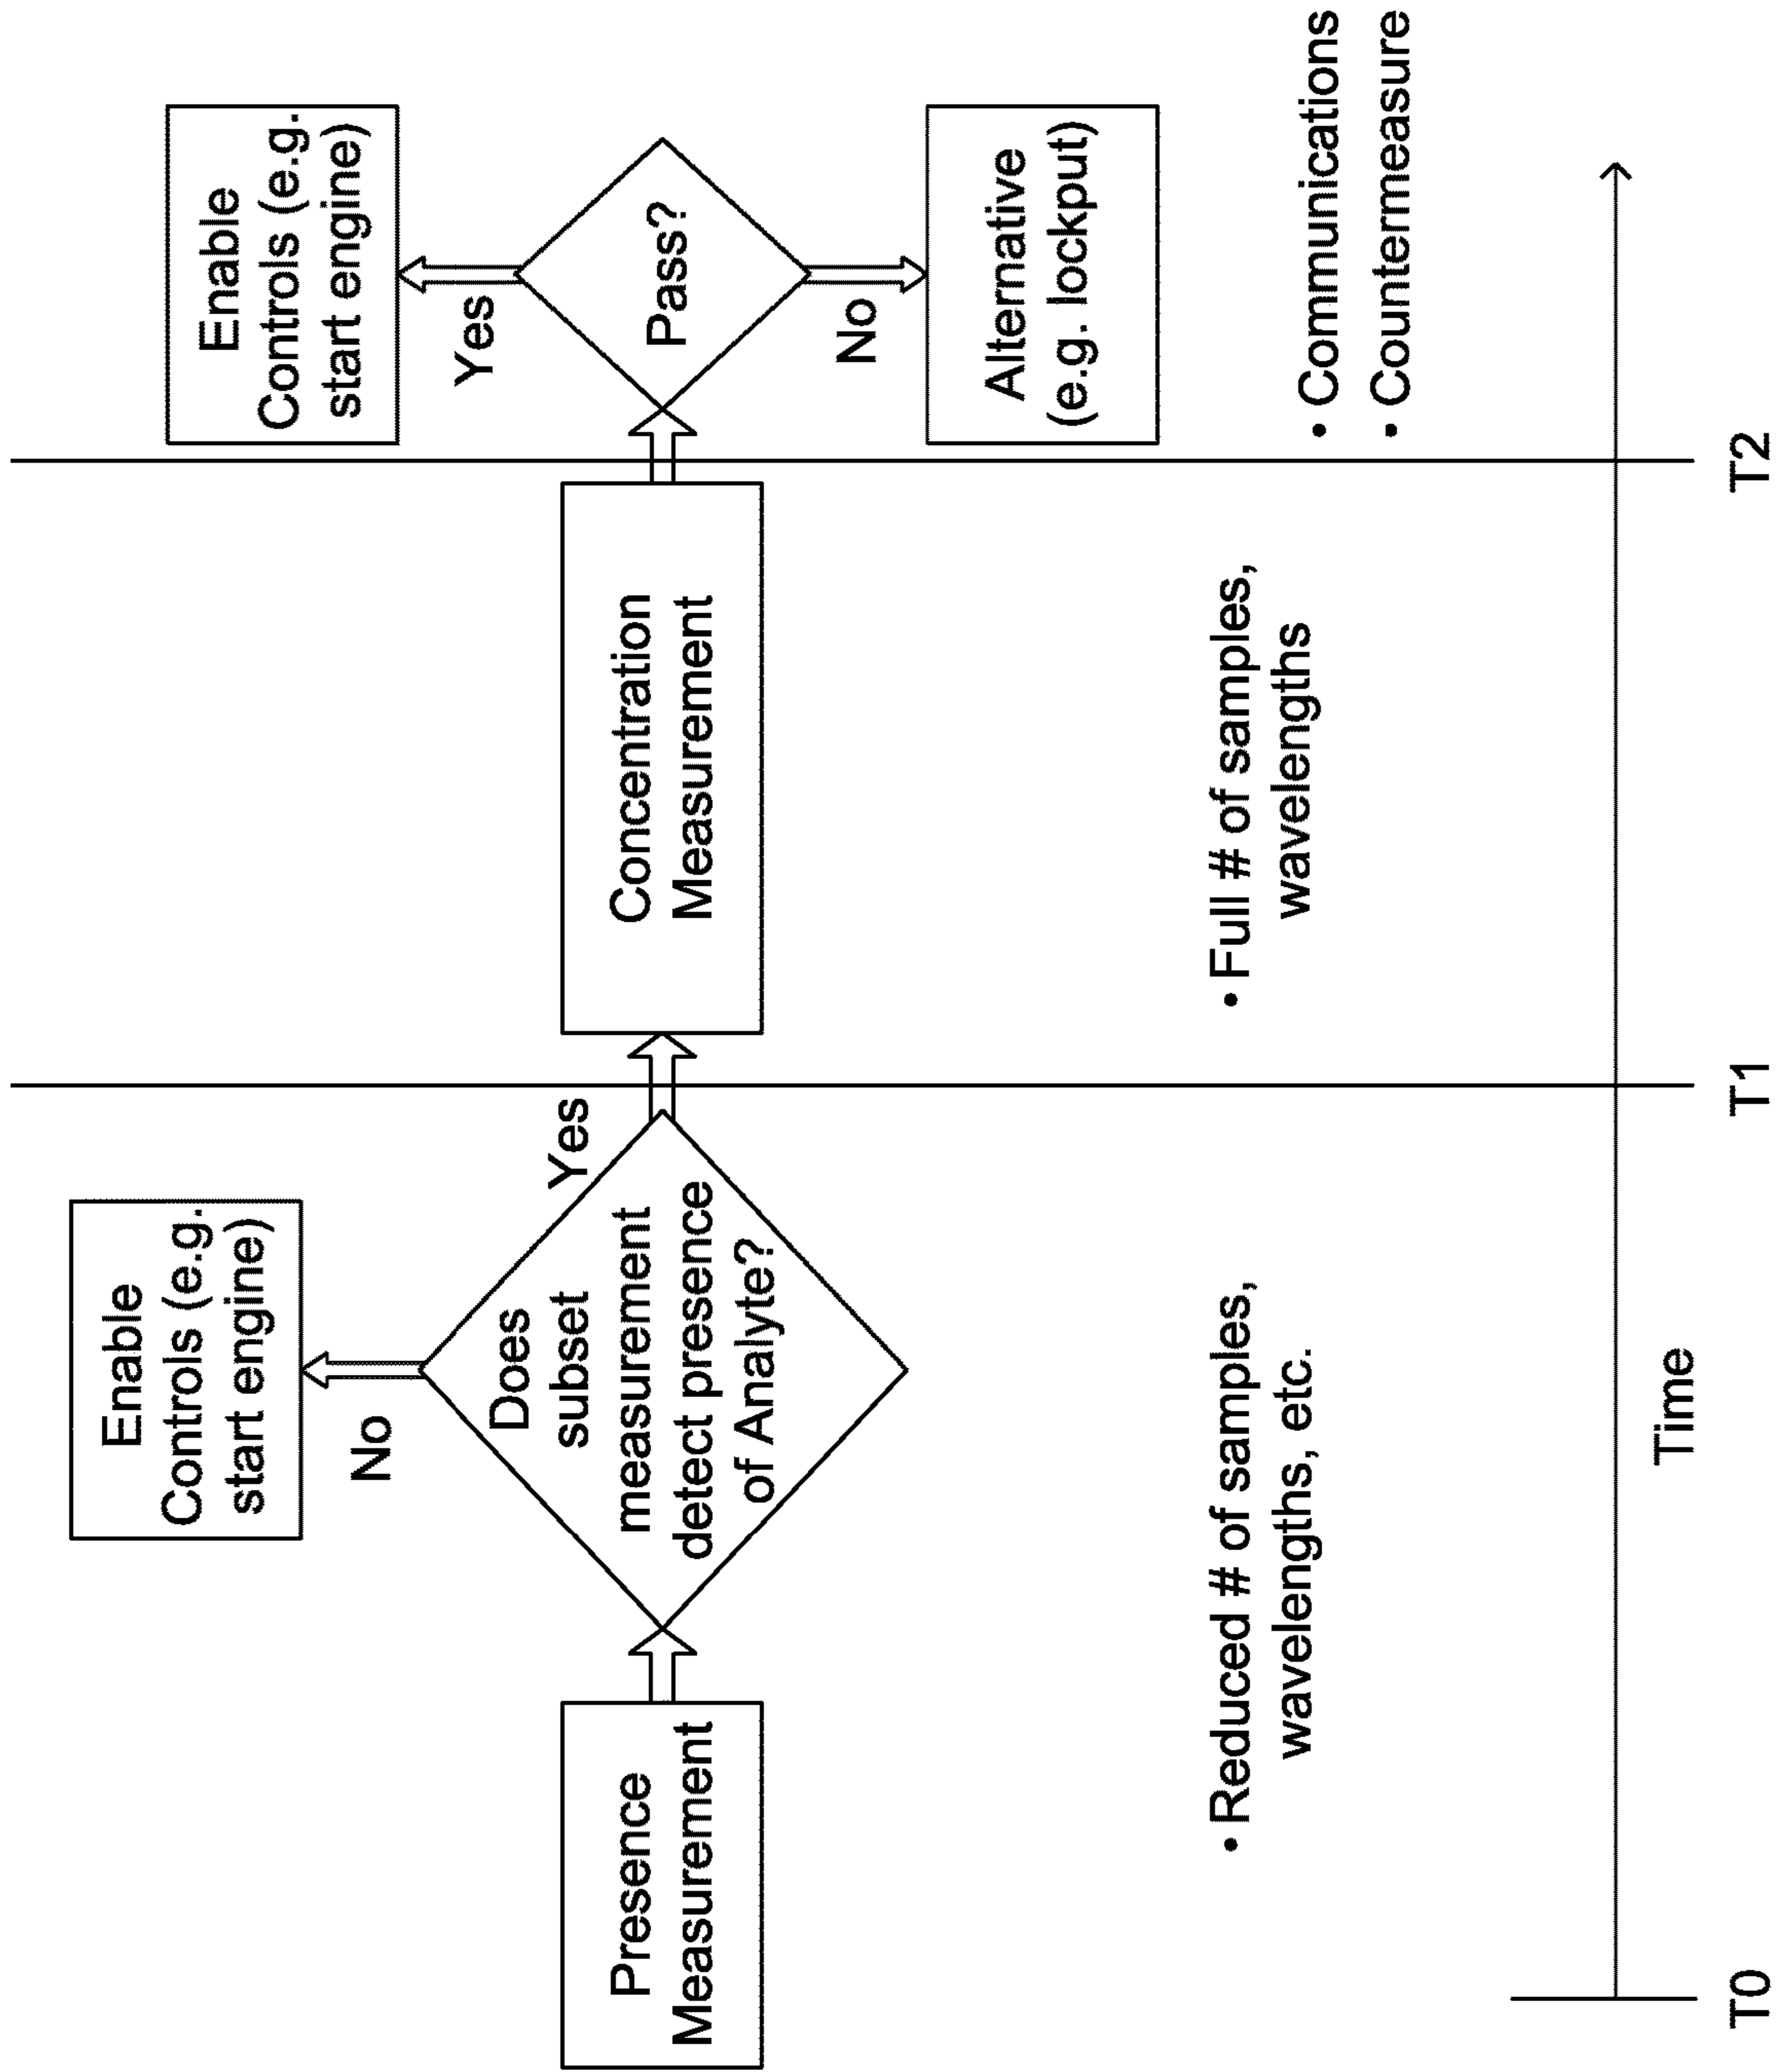 Presence
Measurement
Does
subset
measurement
detect presence
of Analyte?
No
Enable
Controls (e.g.
start engiine)
Yes
Concentration
Measurement
Pass?
Yes
Enable
Controls (e.g.
start engine)
No
Alternative
(e.g. lockput)
• Reduced # of samples,
wavelengths, etc.
• Full # of samples,
wavelengths
• Communications
• Countermeasure
Time
T0
T1
T2